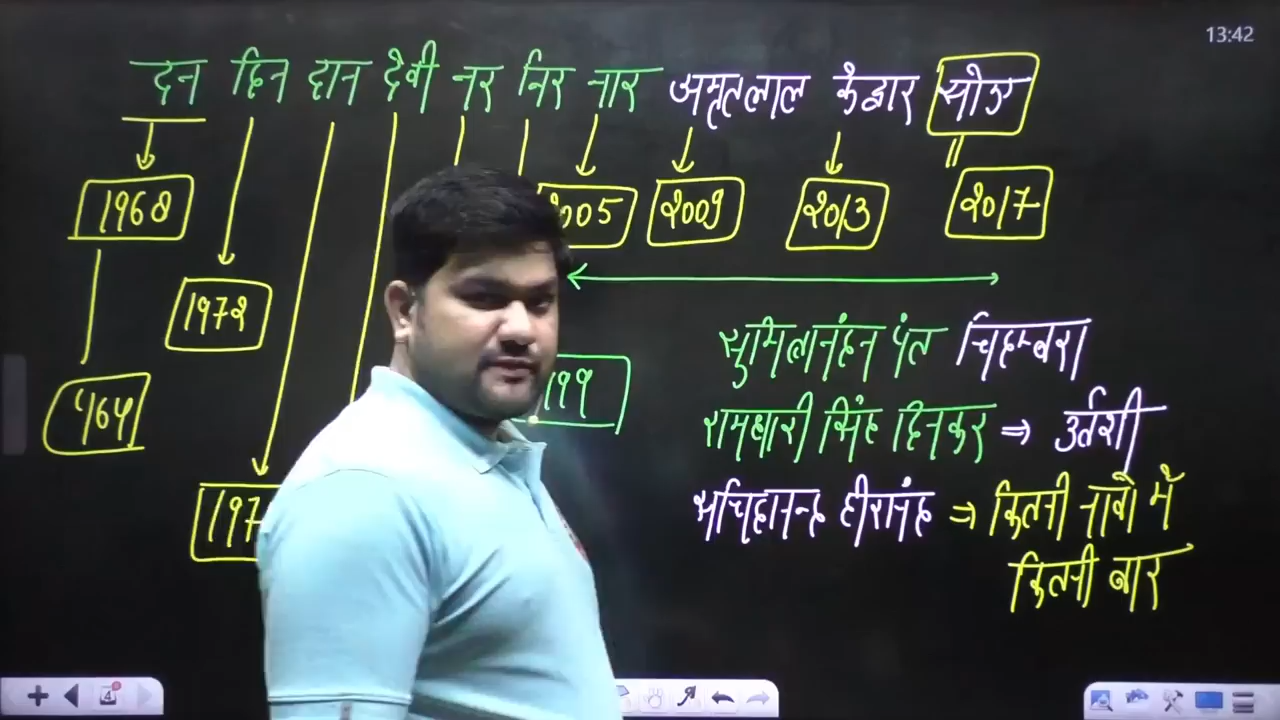 13:42
दन दिन दान देवी नर निर नार अमृतलाल केदार सोए
1968 2005 2009 2013 2017
1972
सुमित्रानंदन पंत चिदम्बरा
रामधारी सिंह दिनकर ⇒ उर्वशी
सचिदानन्द हीरानंद ⇒ कितनी नावो में
कितनी बार